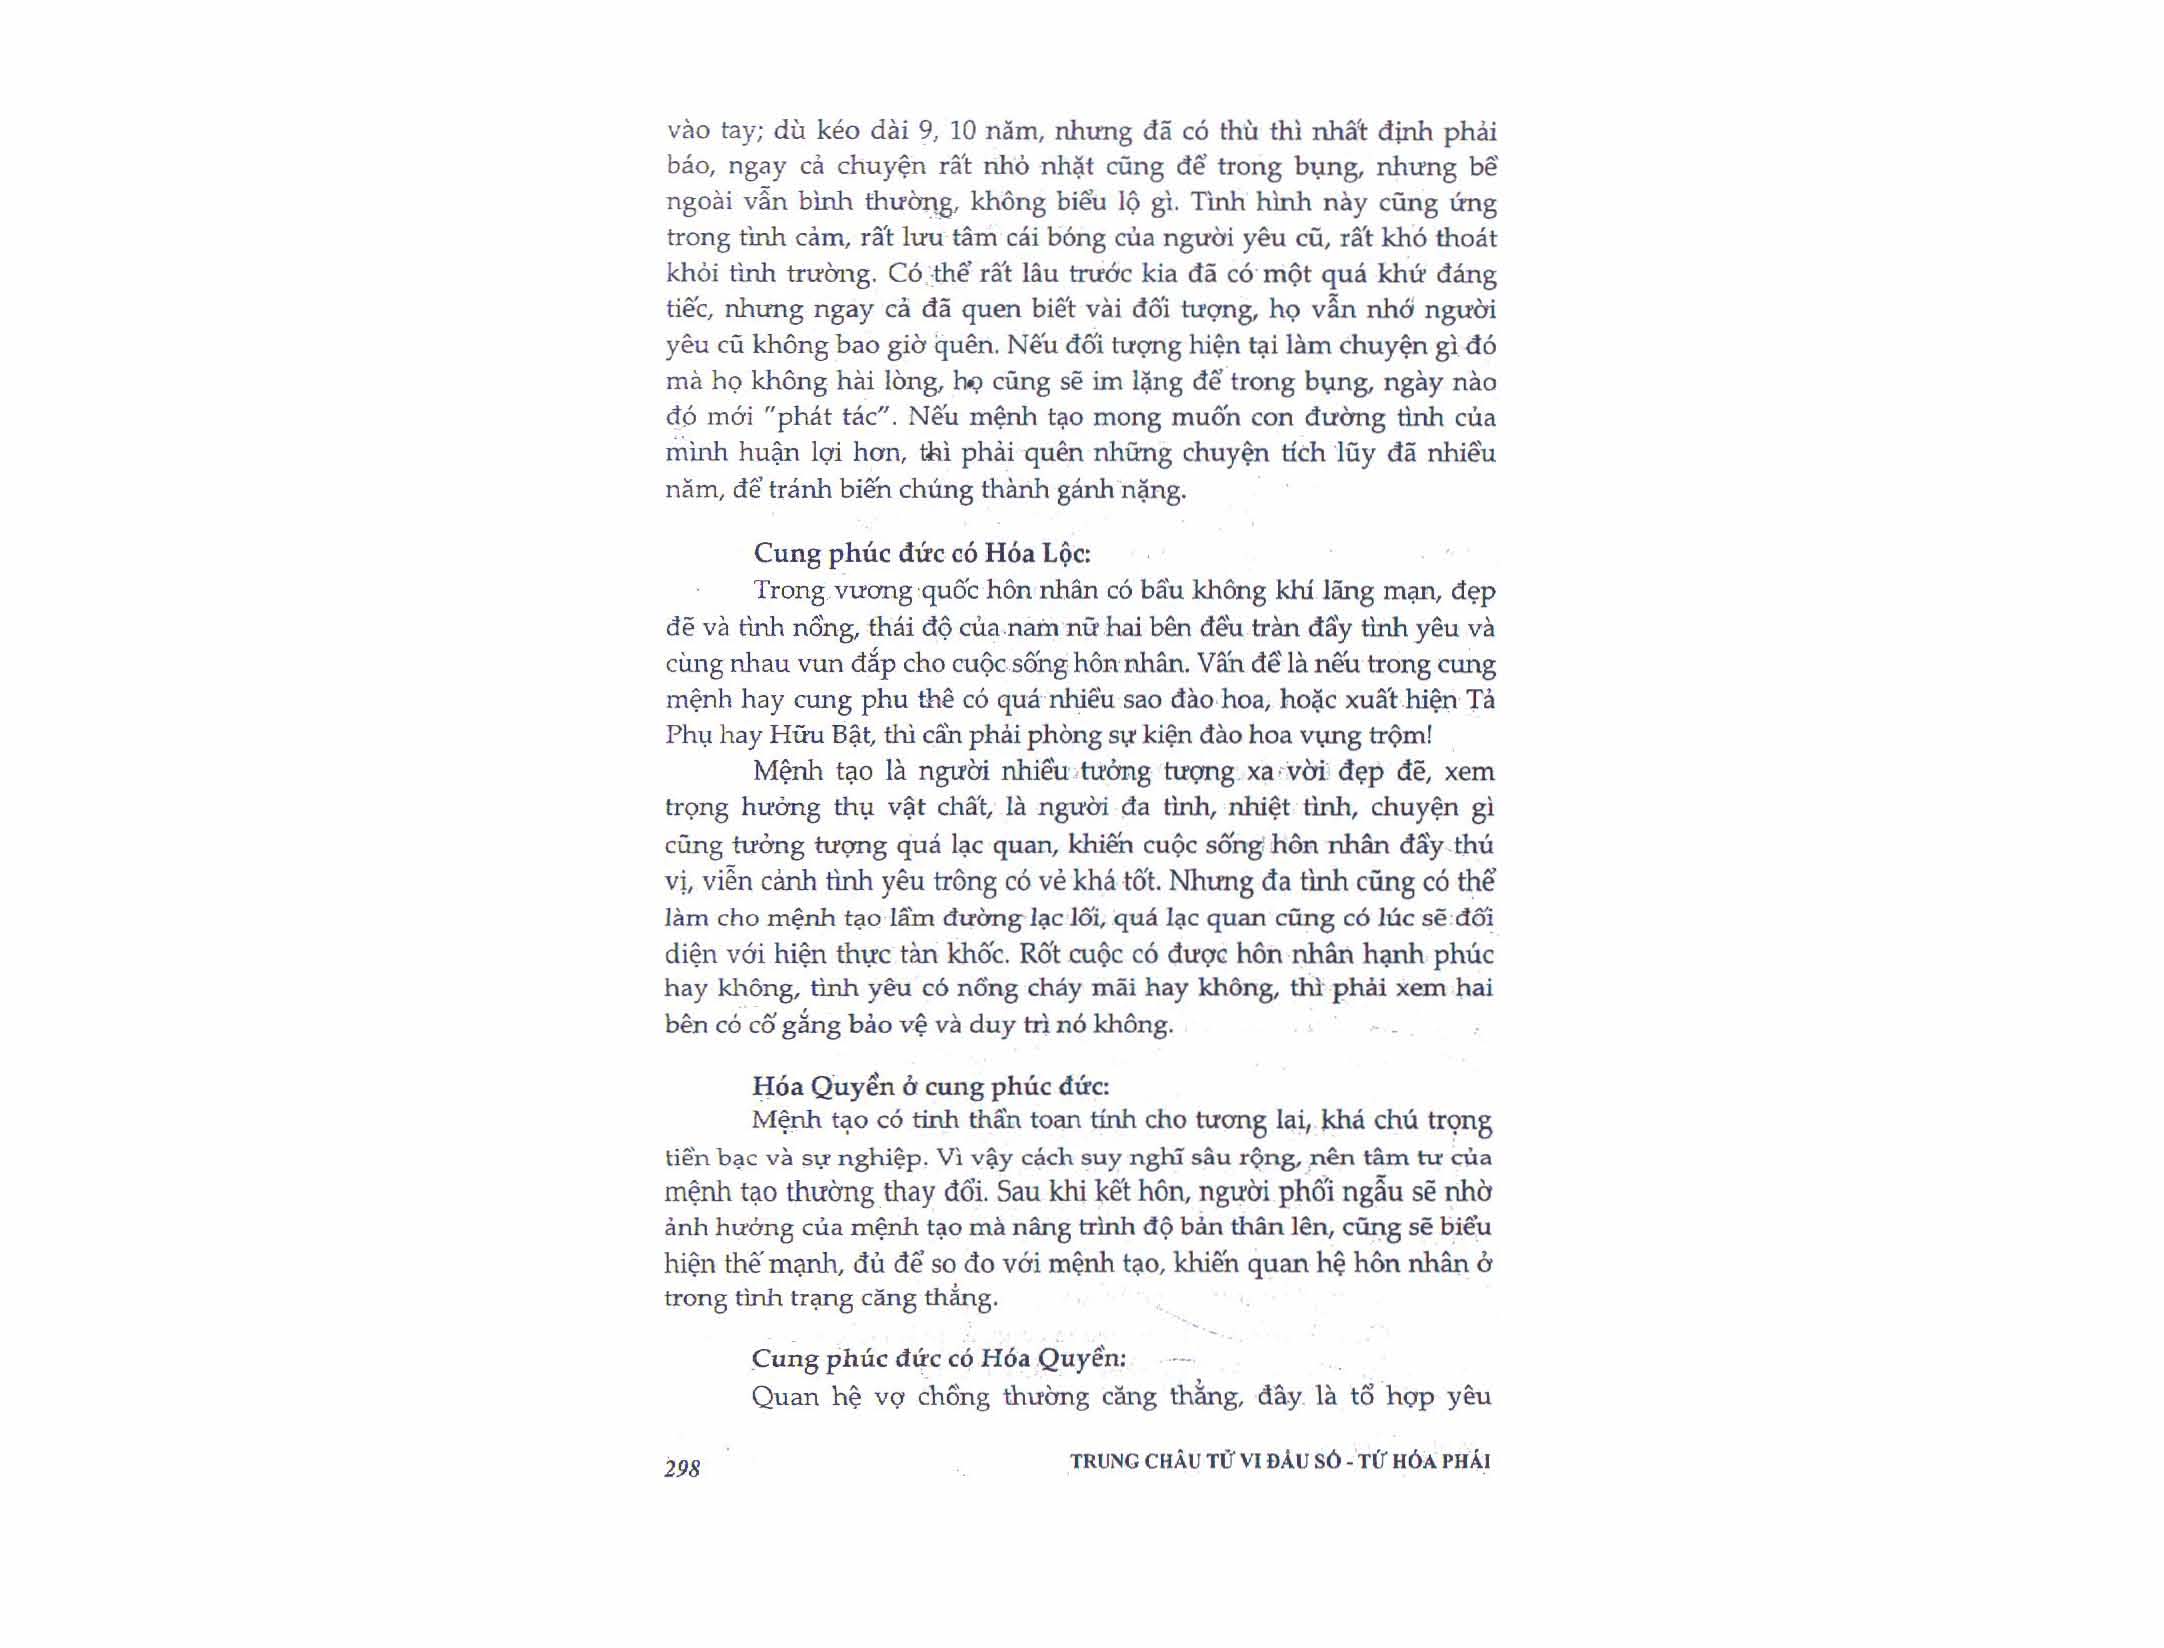 vào tay; dù kéo dài 9, 10 năm, nhưng đã có thù thì nhất định phải
báo, ngay cả chuyện rất nhỏ nhặt cũng để trong bụng, nhưng bề
ngoài vẫn bình thường, không biểu lộ gì. Tình hình này cũng ứng
trong tình cảm, rất lưu tâm cái bóng của người yêu cũ, rất khó thoát
khỏi tình trường. Có thể rất lâu trước kia đã có một quá khứ đáng
tiếc, nhưng ngay cả đã quen biết vài đối tượng, họ vẫn nhớ người
yêu cũ không bao giờ quên. Nếu đối tượng hiện tại làm chuyện gì đó
mà họ không hài lòng, họ cũng sẽ im lặng để trong bụng, ngày nào
đó mới "phát tác". Nếu mệnh tạo mong muốn con đường tình của
mình huận lợi hơn, thì phải quên những chuyện tích lũy đã nhiều
năm, để tránh biến chúng thành gánh nặng.
Cung phúc đức có Hóa Lộc:
Trong vương quốc hôn nhân có bầu không khí lãng mạn, đẹp
đẽ và tình nồng, thái độ của nam nữ hai bên đều tràn đầy tình yêu và
cùng nhau vun đắp cho cuộc sống hôn nhân. Vấn đề là nếu trong cung
mệnh hay cung phu thê có quá nhiều sao đào hoa, hoặc xuất hiện Tả
Phụ hay Hữu Bật, thì cần phải phòng sự kiện đào hoa vụng trộm!
Mệnh tạo là người nhiều tưởng tượng xa vời đẹp đẽ, xem
trọng hưởng thụ vật chất, là người đa tình, nhiệt tình, chuyện gì
cũng tưởng tượng quá lạc quan, khiến cuộc sống hôn nhân đầy thú
vị, viễn cảnh tình yêu trông có vẻ khá tốt. Nhưng đa tình cũng có thể
làm cho mệnh tạo lầm đường lạc lối, quá lạc quan cũng có lúc sẽ đối
diện với hiện thực tàn khốc. Rốt cuộc có được hôn nhân hạnh phúc
hay không, tình yêu có nồng cháy mãi hay không, thì phải xem hai
bên có cố gắng bảo vệ và duy trì nó không.
Hóa Quyền ở cung phúc đức:
Mệnh tạo có tinh thần toan tính cho tương lai, khá chú trọng
tiền bạc và sự nghiệp. Vì vậy cách suy nghĩ sâu rộng, nên tâm tư của
mệnh tạo thường thay đổi. Sau khi kết hôn, người phối ngẫu sẽ nhờ
ảnh hưởng của mệnh tạo mà nâng trình độ bản thân lên, cũng sẽ biểu
hiện thế mạnh, đủ để so đo với mệnh tạo, khiến quan hệ hôn nhân ở
trong tình trạng căng thẳng.
Cung phúc đức có Hóa Quyền:
Quan hệ vợ chồng thường căng thẳng, đây là tổ hợp yêu
298 TRUNG CHÂU TỬ VI ĐẨU SỐ - TỨ HÓA PHÁI